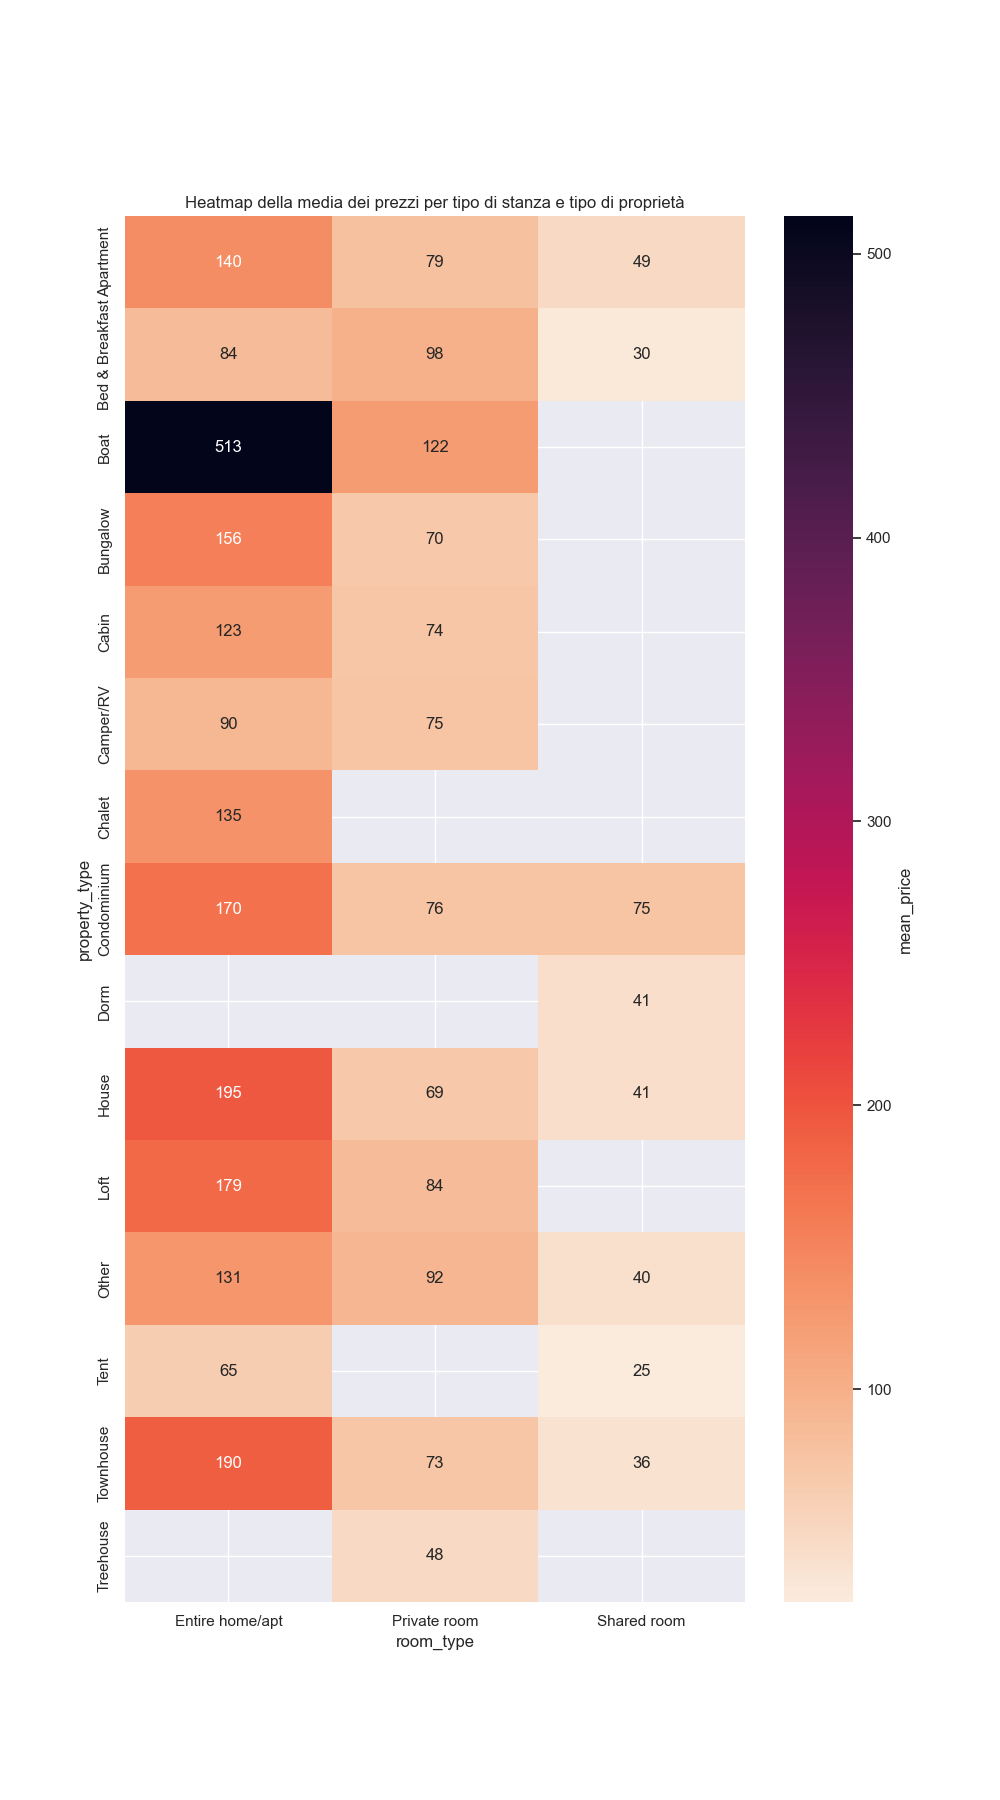 Heatmap della media dei prezzi per tipo di stanza e tipo di proprietà
property_type
Apartment 140 79 49
Bed & Breakfast 84 98 30
Boat 513 122
Bungalow 156 70
Cabin 123 74
Camper/RV 90 75
Chalet 135
Condominium 170 76 75
Dorm 41
House 195 69 41
Loft 179 84
Other 131 92 40
Tent 65 25
Townhouse 190 73 36
Treehouse 48
Entire home/apt Private room Shared room
room_type
500
400
300
200
100
mean_price